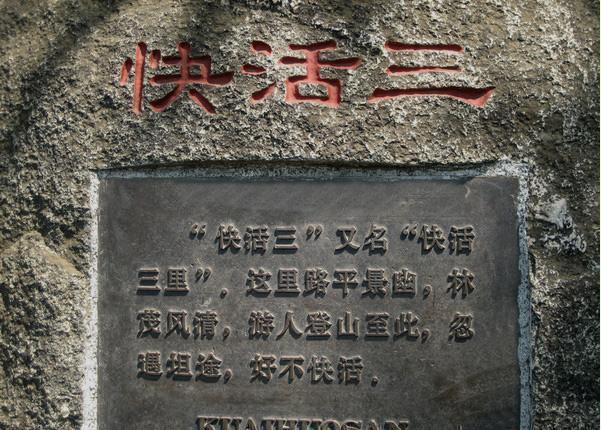 快活三
“快活三”又名“快活
三里”，这里路平景幽，林
茂风清，游人登山至此，忽
遇坦途，好不快活．
KUAIHUOSAN